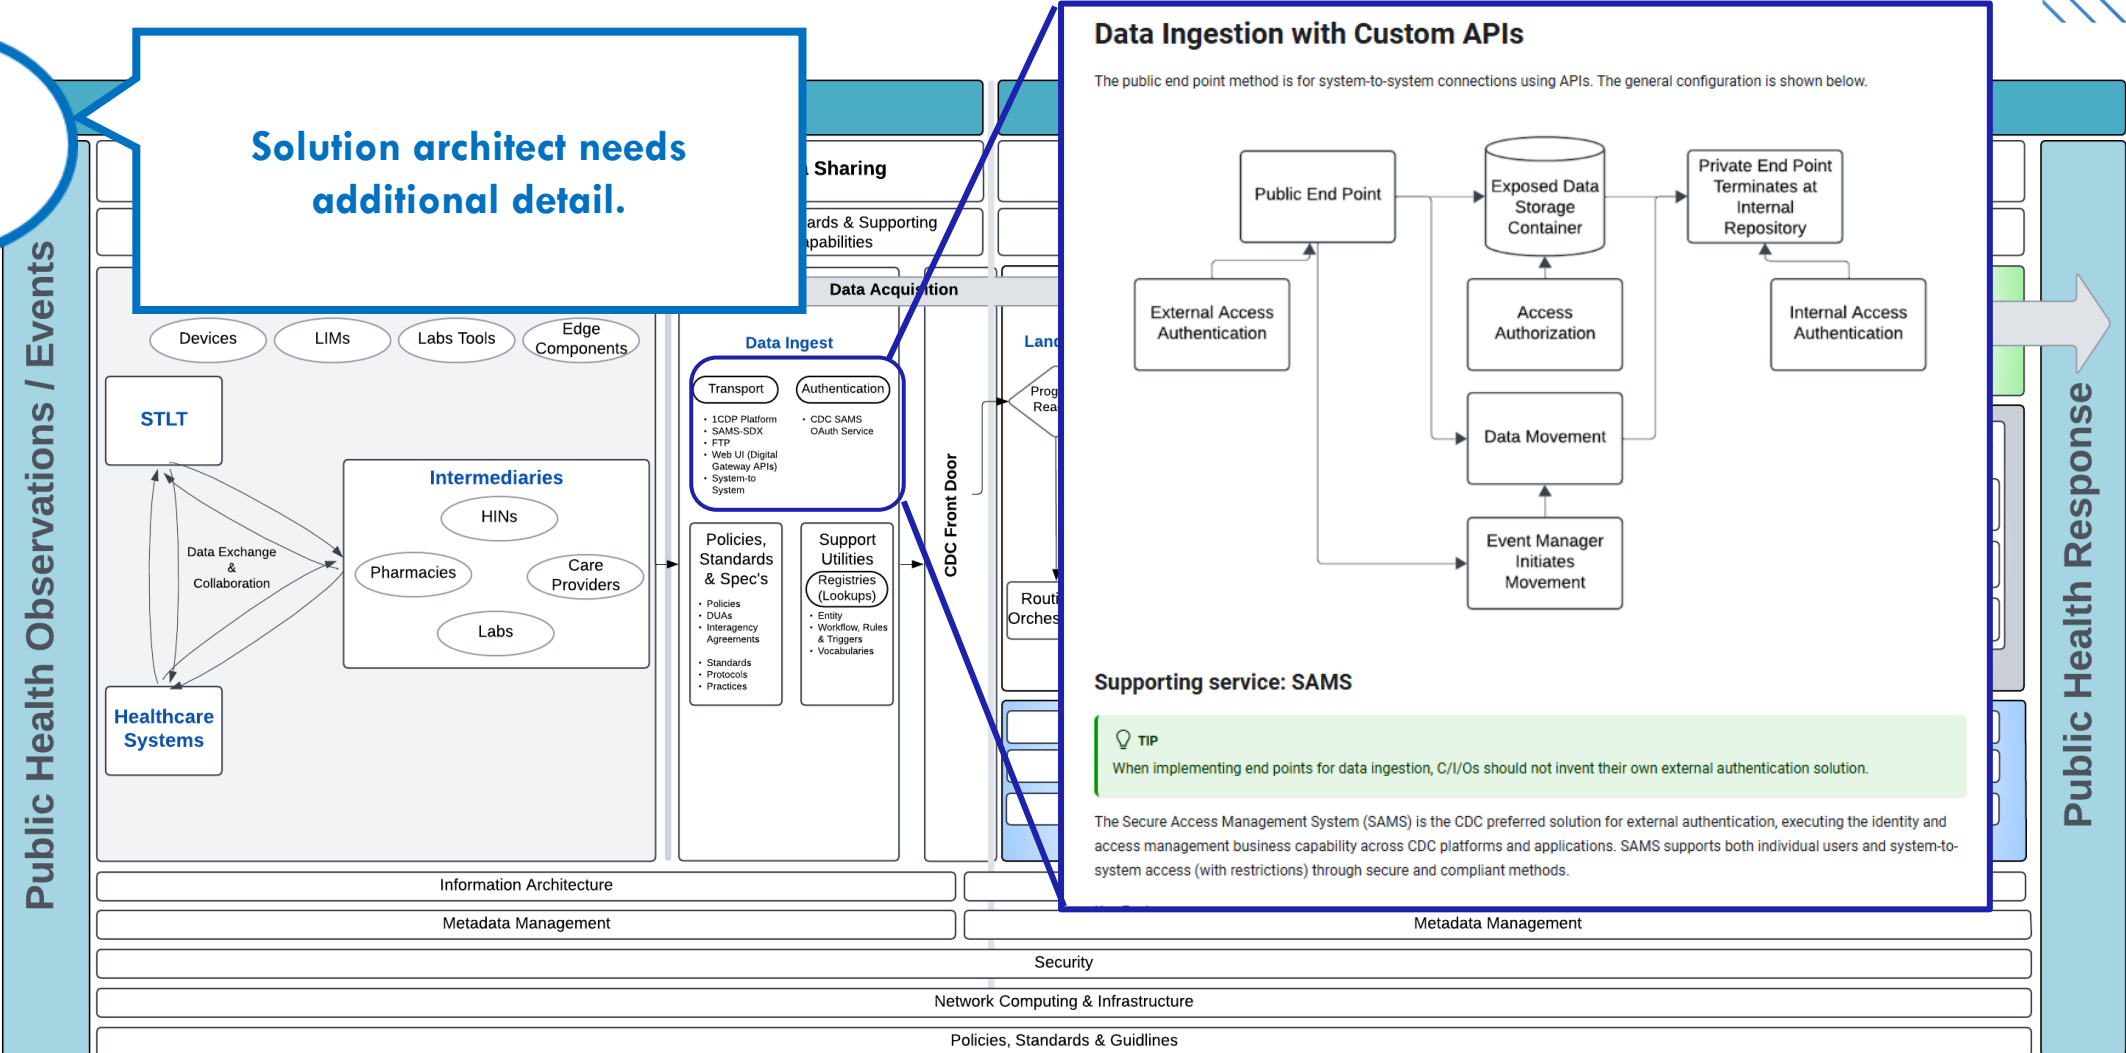 Solution architect needs
additional detail.
Sharing
ards & Supporting
apabilities
Data Acquisition
Public Health Observations / Events
Devices
LIMs
Labs Tools
Edge
Components
STLT
Intermediaries
HINs
Pharmacies
Care
Providers
Labs
Data Exchange
&
Collaboration
Healthcare
Systems
Data Ingest
Transport
• 1CDP Platform
• SAMS-SDX
• FTP
• Web UI (Digital
Gateway APIs)
• System-to
System
Authentication
• CDC SAMS
OAuth Service
Policies,
Standards
& Spec's
• Policies
• DUAs
• Interagency
Agreements
• Standards
• Protocols
• Practices
Support
Utilities
Registries
(Lookups)
• Entity
• Workflow, Rules
& Triggers
• Vocabularies
CDC Front Door
Lan
Prog
Rea
Routi
Orches
Data Ingestion with Custom APIs
The public end point method is for system-to-system connections using APIs. The general configuration is shown below.
Public End Point
Exposed Data
Storage
Container
Private End Point
Terminates at
Internal
Repository
External Access
Authentication
Access
Authorization
Internal Access
Authentication
Data Movement
Event Manager
Initiates
Movement
Supporting service: SAMS
TIP
When implementing end points for data ingestion, C/I/Os should not invent their own external authentication solution.
The Secure Access Management System (SAMS) is the CDC preferred solution for external authentication, executing the identity and
access management business capability across CDC platforms and applications. SAMS supports both individual users and system-to-
system access (with restrictions) through secure and compliant methods.
Public Health Response
Information Architecture
Metadata Management
Metadata Management
Security
Network Computing & Infrastructure
Policies, Standards & Guidlines